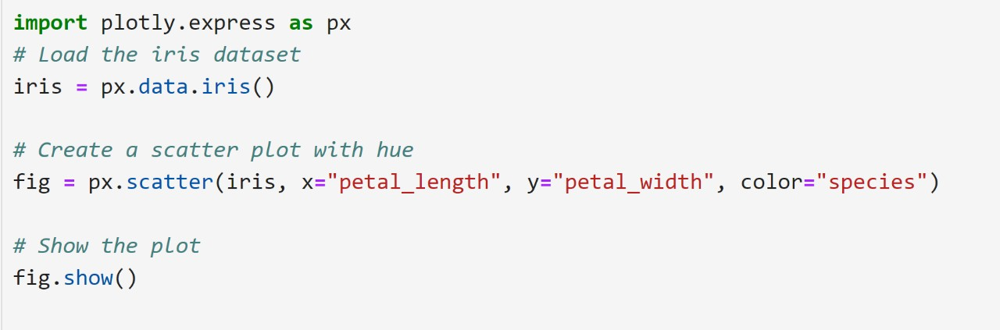 import plotly.express as px
# Load the iris dataset
iris = px.data.iris()
# Create a scatter plot with hue
fig = px.scatter(iris, x="petal_length", y="petal_width", color="species")
# Show the plot
fig.show()